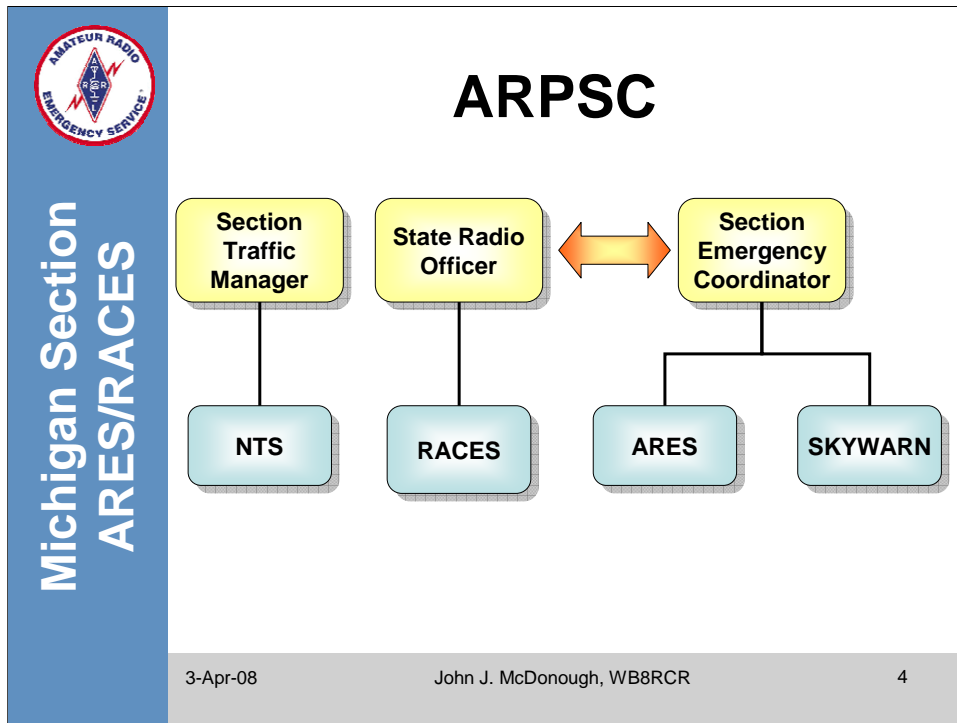 AMATEUR RADIO
EMERGENCY SERVICE
A
R R
L
ARPSC
Michigan Section
ARES/RACES
Section
Traffic
Manager
State Radio
Officer
Section
Emergency
Coordinator
NTS
RACES
ARES
SKYWARN
3-Apr-08
John J. McDonough, WB8RCR
4